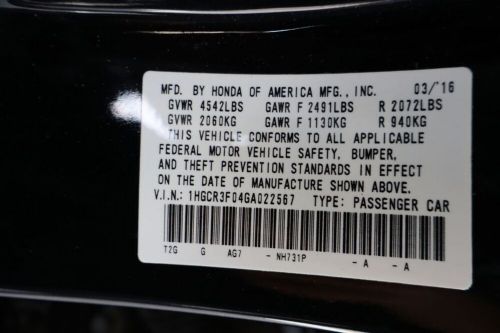 MFD. BY HONDA OF AMERICA MFG., INC. 03/'16
GVWR 4542LBS GAWR F 2491LBS R 2072LBS
GVWR 2060KG GAWR F 1130KG R 940KG
THIS VEHICLE CONFORMS TO ALL APPLICABLE
FEDERAL MOTOR VEHICLE SAFETY, BUMPER,
AND THEFT PREVENTION STANDARDS IN EFFECT
ON THE DATE OF MANUFACTURE SHOWN ABOVE.
V.I.N.: 1HGCR3F04GA022567 TYPE: PASSENGER CAR
T2G G AG7 - NH731P - A - A